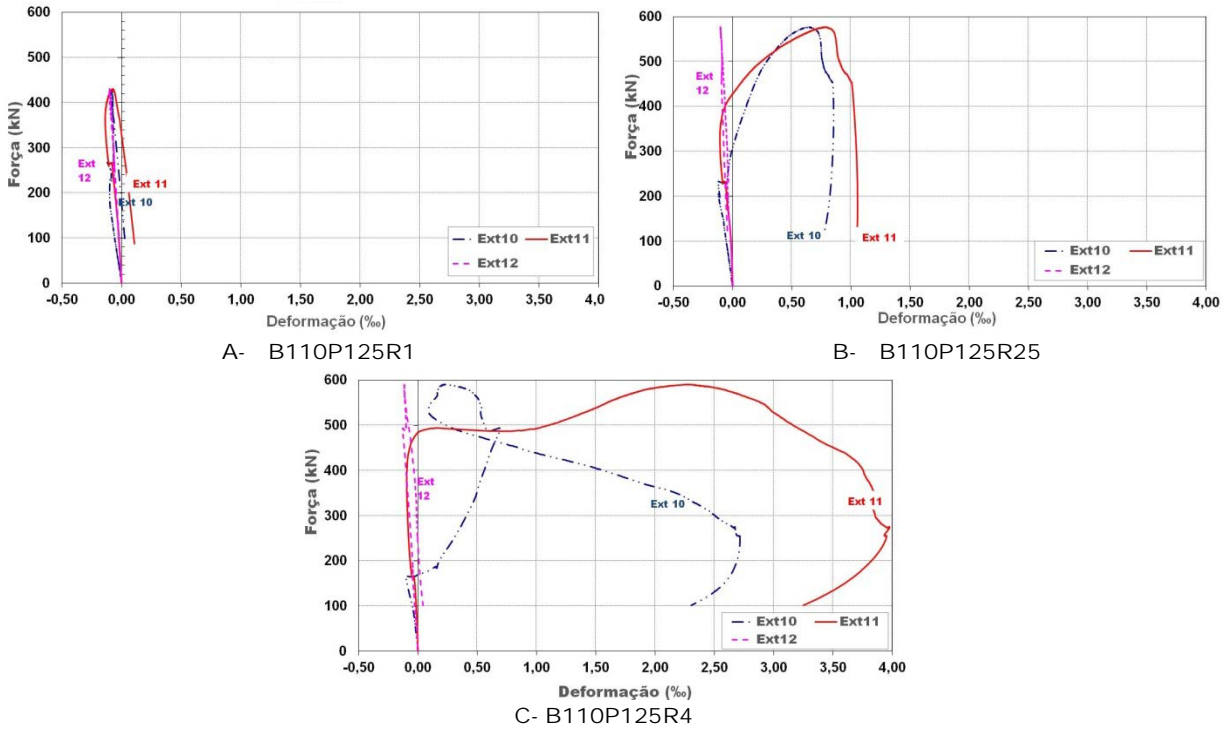 600
500
400
300
200
100
0
Força (kN)
Ext
12
Ext 11
Ext 10
Ext10 Ext11
Ext12
-0,50 0,00 0,50 1,00 1,50 2,00 2,50 3,00 3,50 4,0
Deformação (‰)
A- B110P125R1
600
500
400
300
200
100
0
Força (kN)
Ext
12
Ext 10
Ext 11
Ext10 Ext11
Ext12
-0,50 0,00 0,50 1,00 1,50 2,00 2,50 3,00 3,50 4,00
Deformação (‰)
B- B110P125R25
600
500
400
300
200
100
0
Força (kN)
Ext
12
Ext 10
Ext 11
Ext10 Ext11
Ext12
-0,50 0,00 0,50 1,00 1,50 2,00 2,50 3,00 3,50 4,00
Deformação (‰)
C- B110P125R4